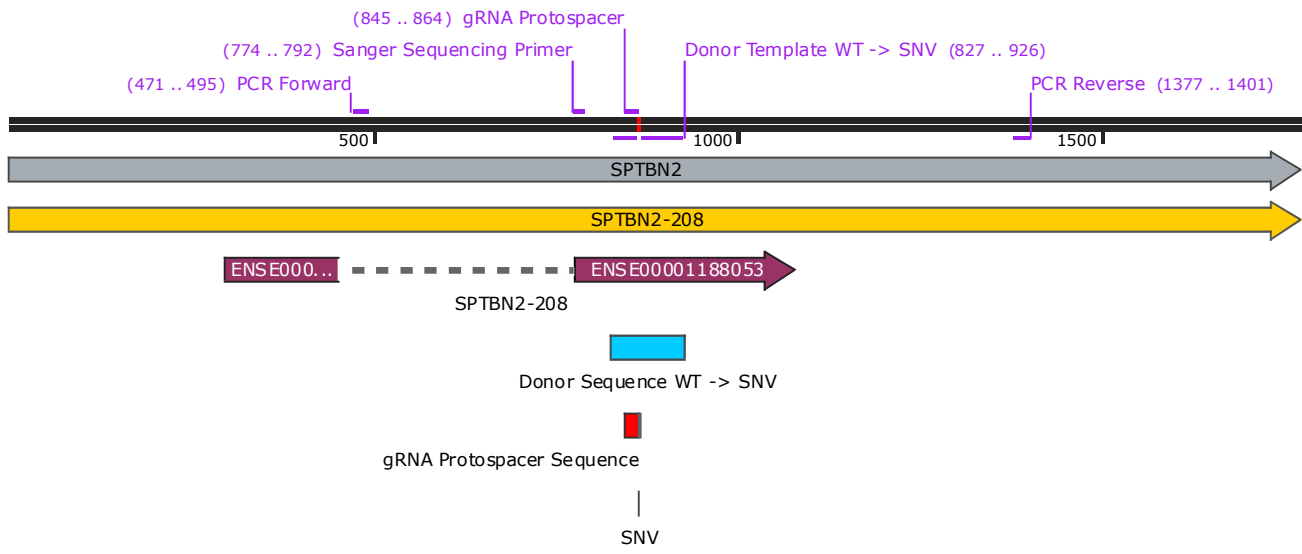 (845 .. 864) gRNA Protospacer
(774 .. 792) Sanger Sequencing Primer
Donor Template WT -> SNV (827 .. 926)
(471 .. 495) PCR Forward
PCR Reverse (1377 .. 1401)
500
1000
1500
SPTBN2
SPTBN2-208
ENSE000...
ENSE00001188053
SPTBN2-208
Donor Sequence WT -> SNV
gRNA Protospacer Sequence
SNV